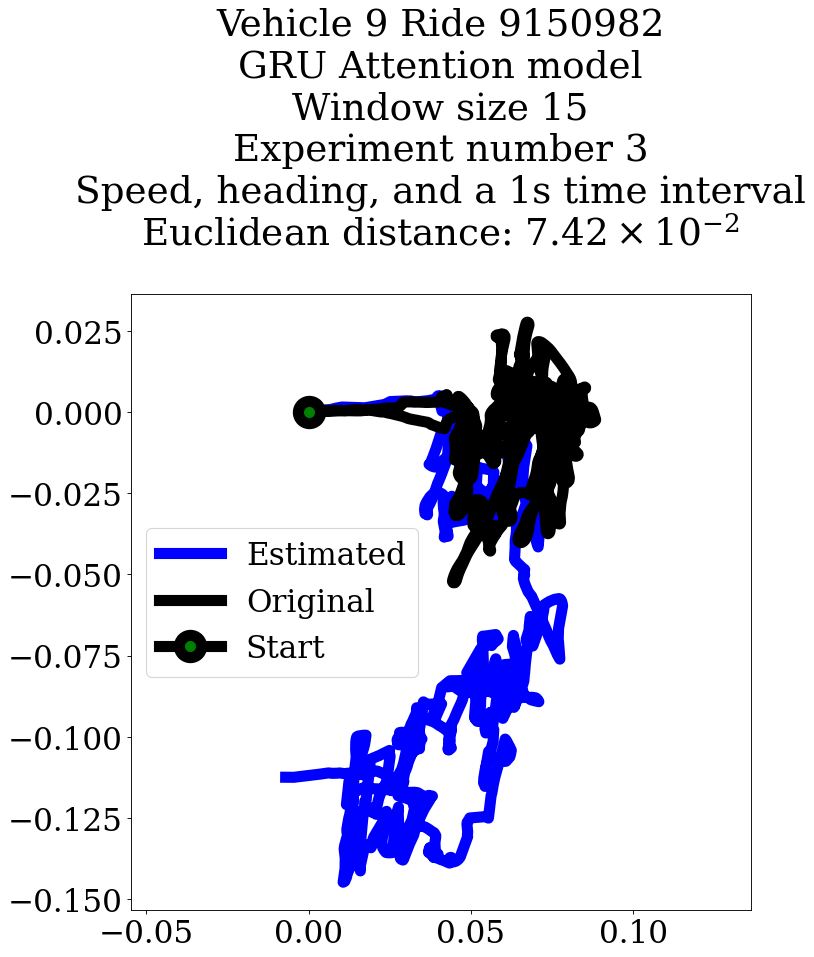 Vehicle 9 Ride 9150982
GRU Attention model
Window size 15
Experiment number 3
Speed, heading, and a 1s time interval
Euclidean distance: 7.42 × 10⁻²
0.025
0.000
−0.025
−0.050
−0.075
−0.100
−0.125
−0.150
Estimated
Original
Start
−0.05 0.00 0.05 0.10